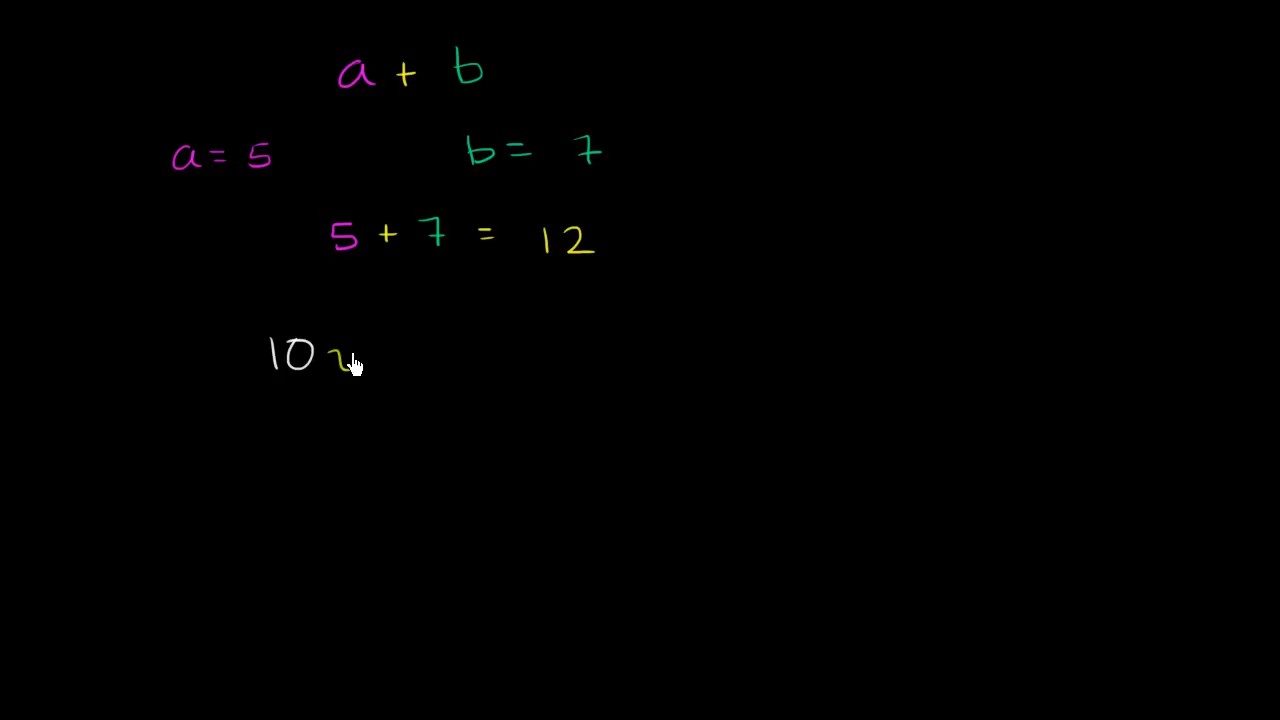 a + b
a = 5 b = 7
5 + 7 = 12
10